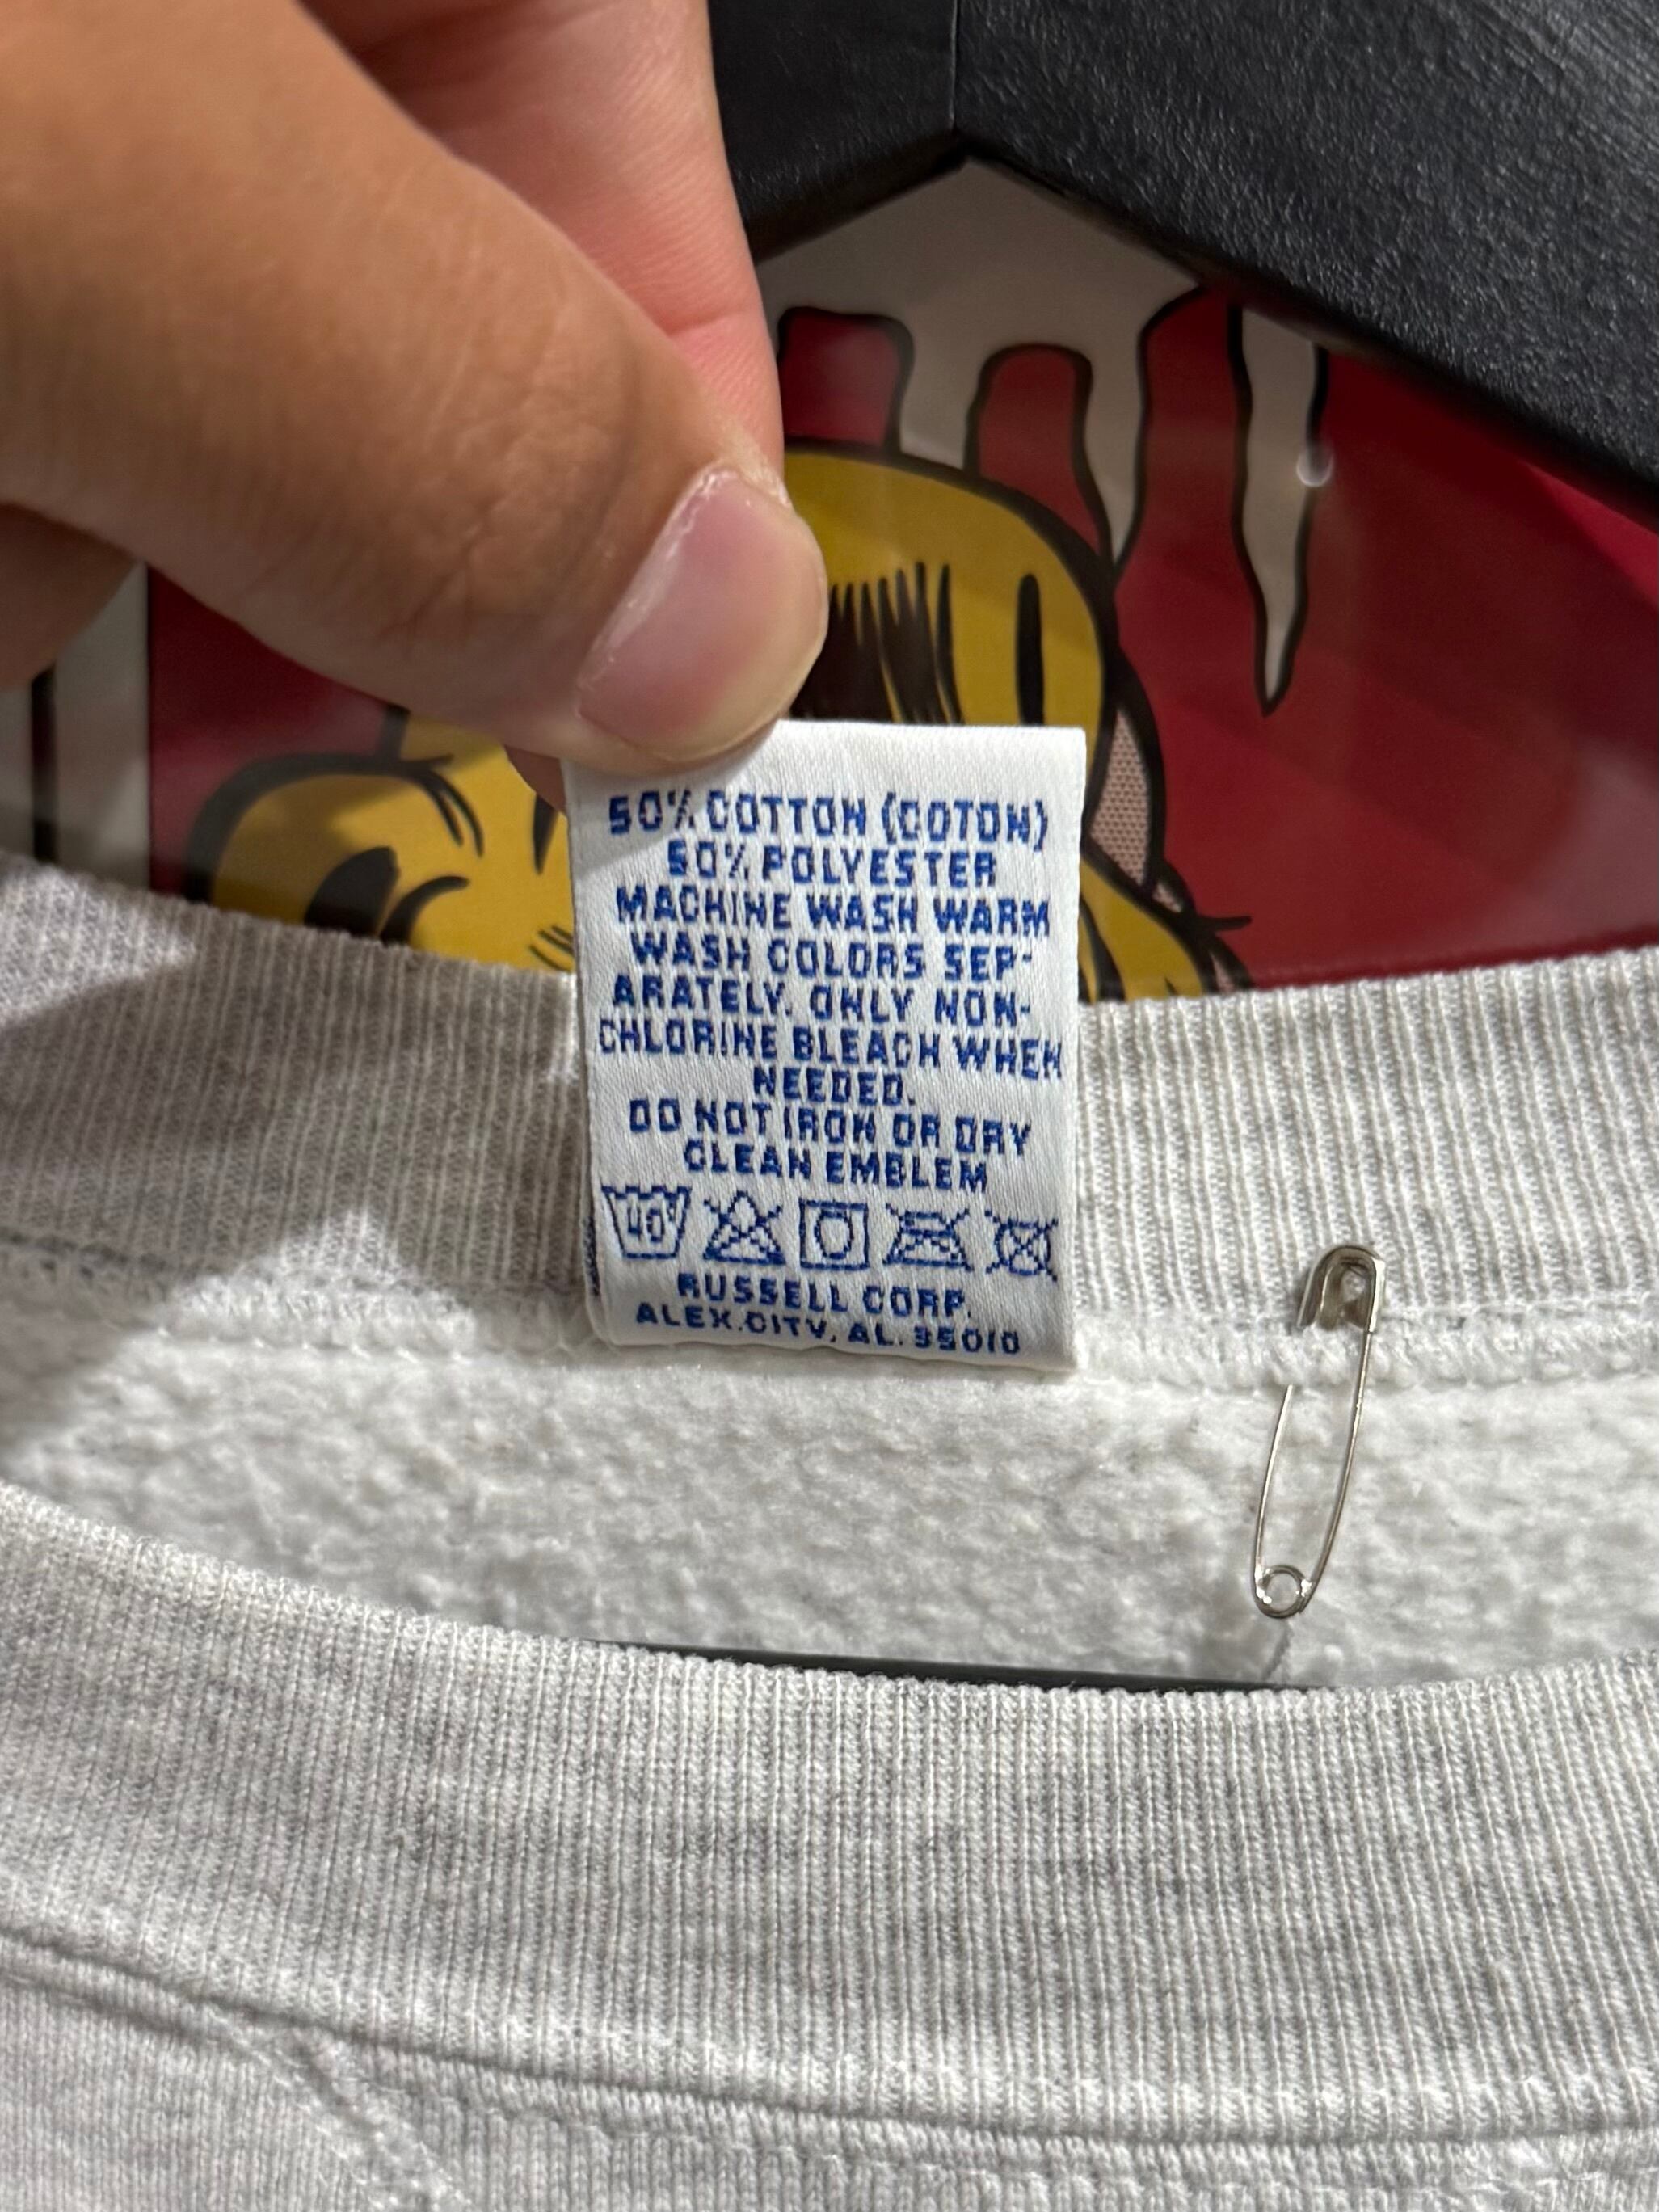 50% COTTON (COTON)
50% POLYESTER
MACHINE WASH WARM
WASH COLORS SEP-
ARATELY. ONLY NON-
CHLORINE BLEACH WHEN
NEEDED.
DO NOT IRON OR DRY
CLEAN EMBLEM
40°
RUSSELL CORP.
ALEX.CITY, AL. 35010